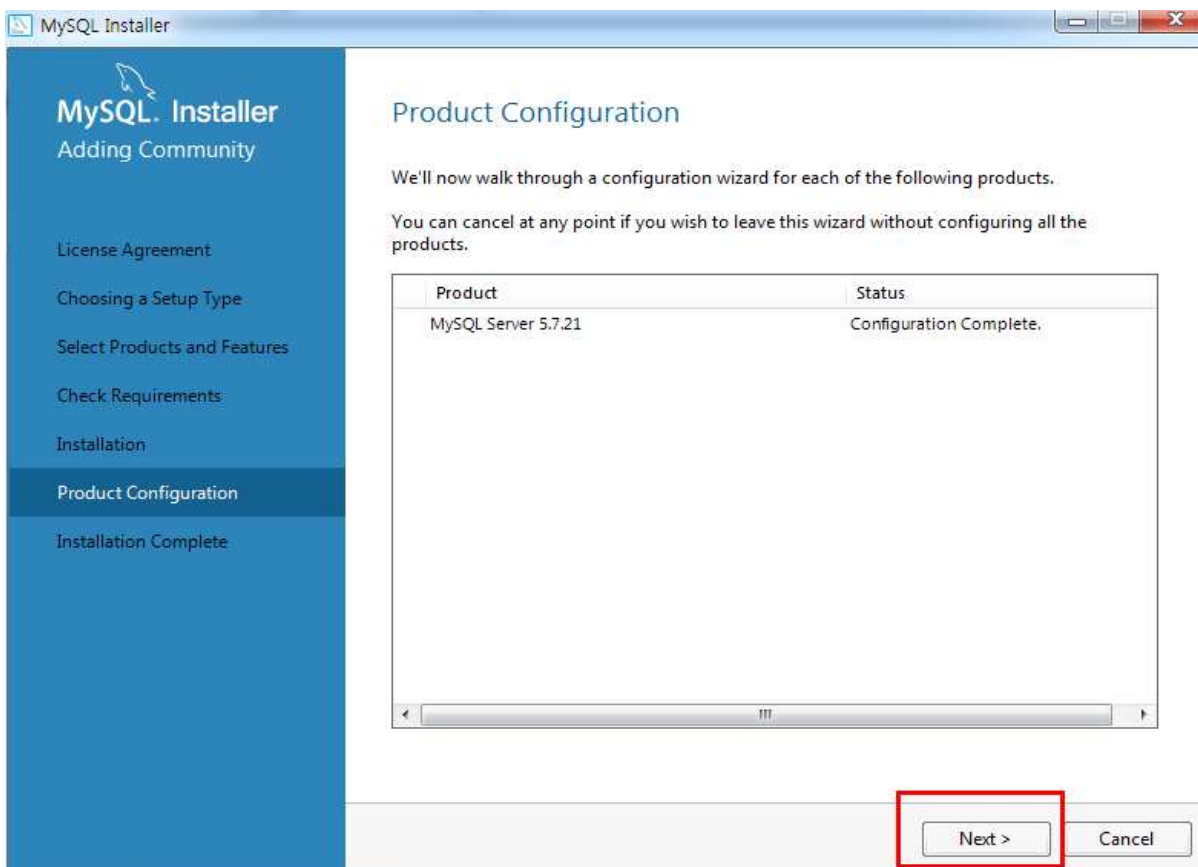 MySQL Installer
MySQL. Installer
Adding Community
License Agreement
Choosing a Setup Type
Select Products and Features
Check Requirements
Installation
Product Configuration
Installation Complete
Product Configuration
We'll now walk through a configuration wizard for each of the following products.
You can cancel at any point if you wish to leave this wizard without configuring all the
products.
Product Status
MySQL Server 5.7.21 Configuration Complete.
Next > Cancel